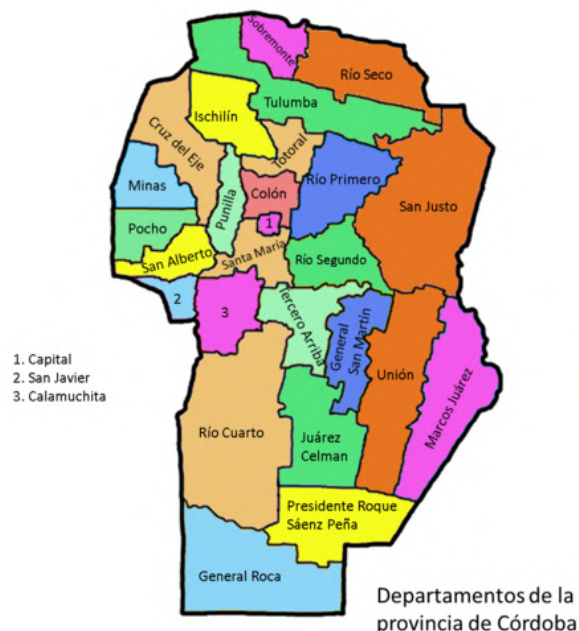 Sobremonte
Río Seco
Tulumba
Ischilín
Cruz del Eje
Totoral
Río Primero
Minas
Punilla
Colón
San Justo
1
Pocho
San Alberto
Santa María
Río Segundo
2
3
Tercero Arriba
General
San Martín
Unión
Marcos Juárez
1. Capital
2. San Javier
3. Calamuchita
Río Cuarto
Juárez
Celman
Presidente Roque
Sáenz Peña
General Roca
Departamentos de la
provincia de Córdoba